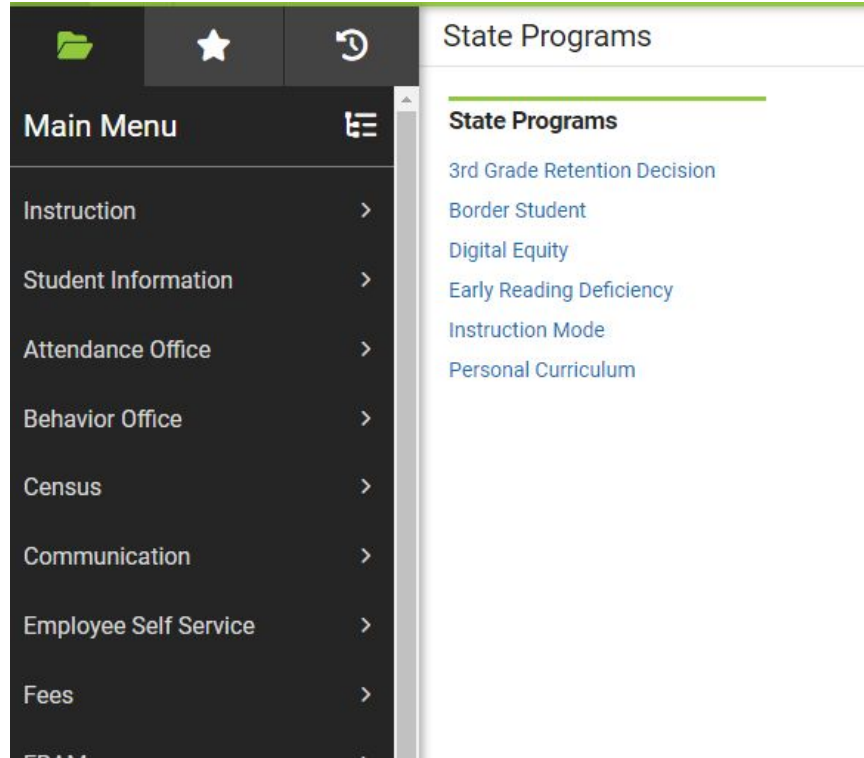 Main Menu
Instruction
Student Information
Attendance Office
Behavior Office
Census
Communication
Employee Self Service
Fees
State Programs
State Programs
3rd Grade Retention Decision
Border Student
Digital Equity
Early Reading Deficiency
Instruction Mode
Personal Curriculum